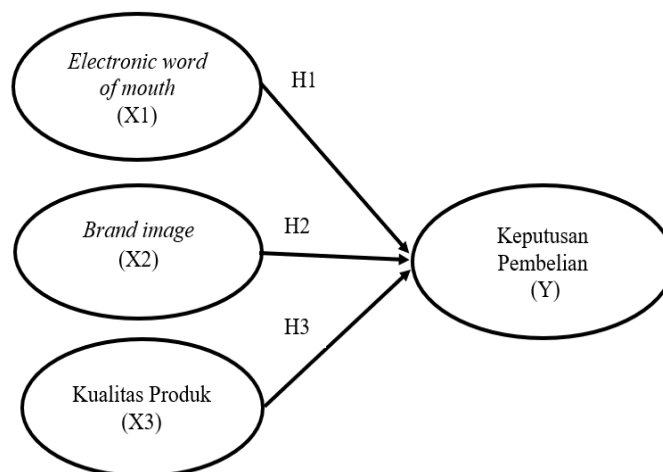 Electronic word
of mouth
(X1)
H1
Brand image
(X2)
H2
Kualitas Produk
(X3)
H3
Keputusan
Pembelian
(Y)